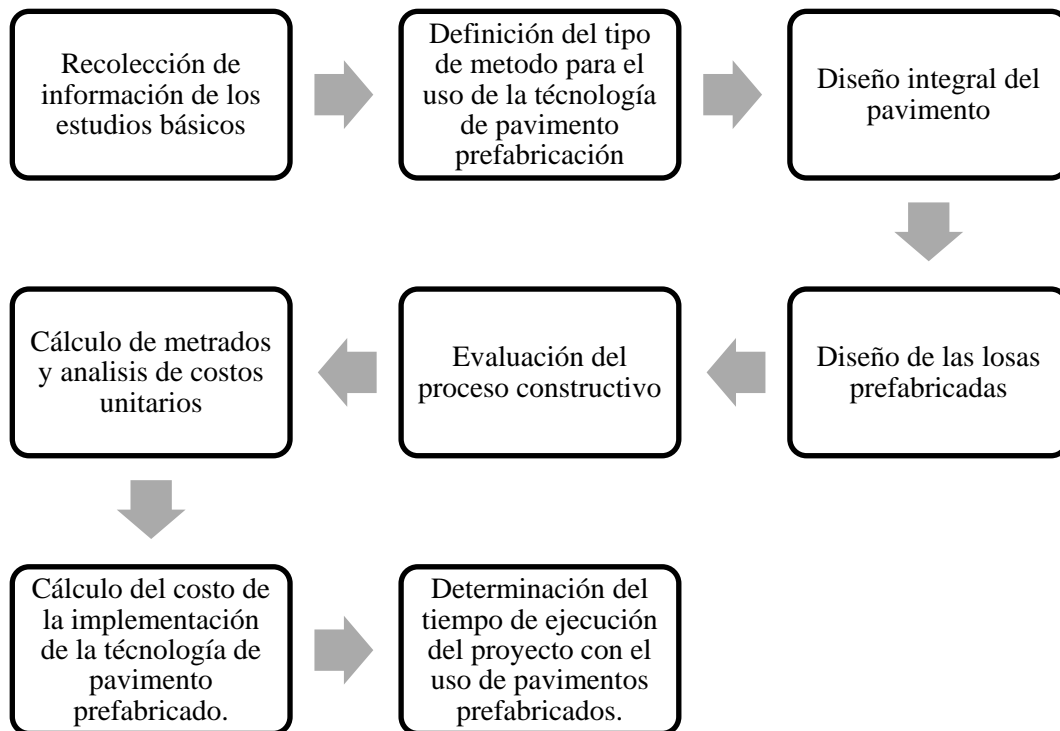 Recolección de
información de los
estudios básicos
Definición del tipo
de metodo para el
uso de la técnología
de pavimento
prefabricación
Diseño integral del
pavimento
Diseño de las losas
prefabricadas
Evaluación del
proceso constructivo
Cálculo de metrados
y analisis de costos
unitarios
Cálculo del costo de
la implementación
de la técnología de
pavimento
prefabricado.
Determinación del
tiempo de ejecución
del proyecto con el
uso de pavimentos
prefabricados.